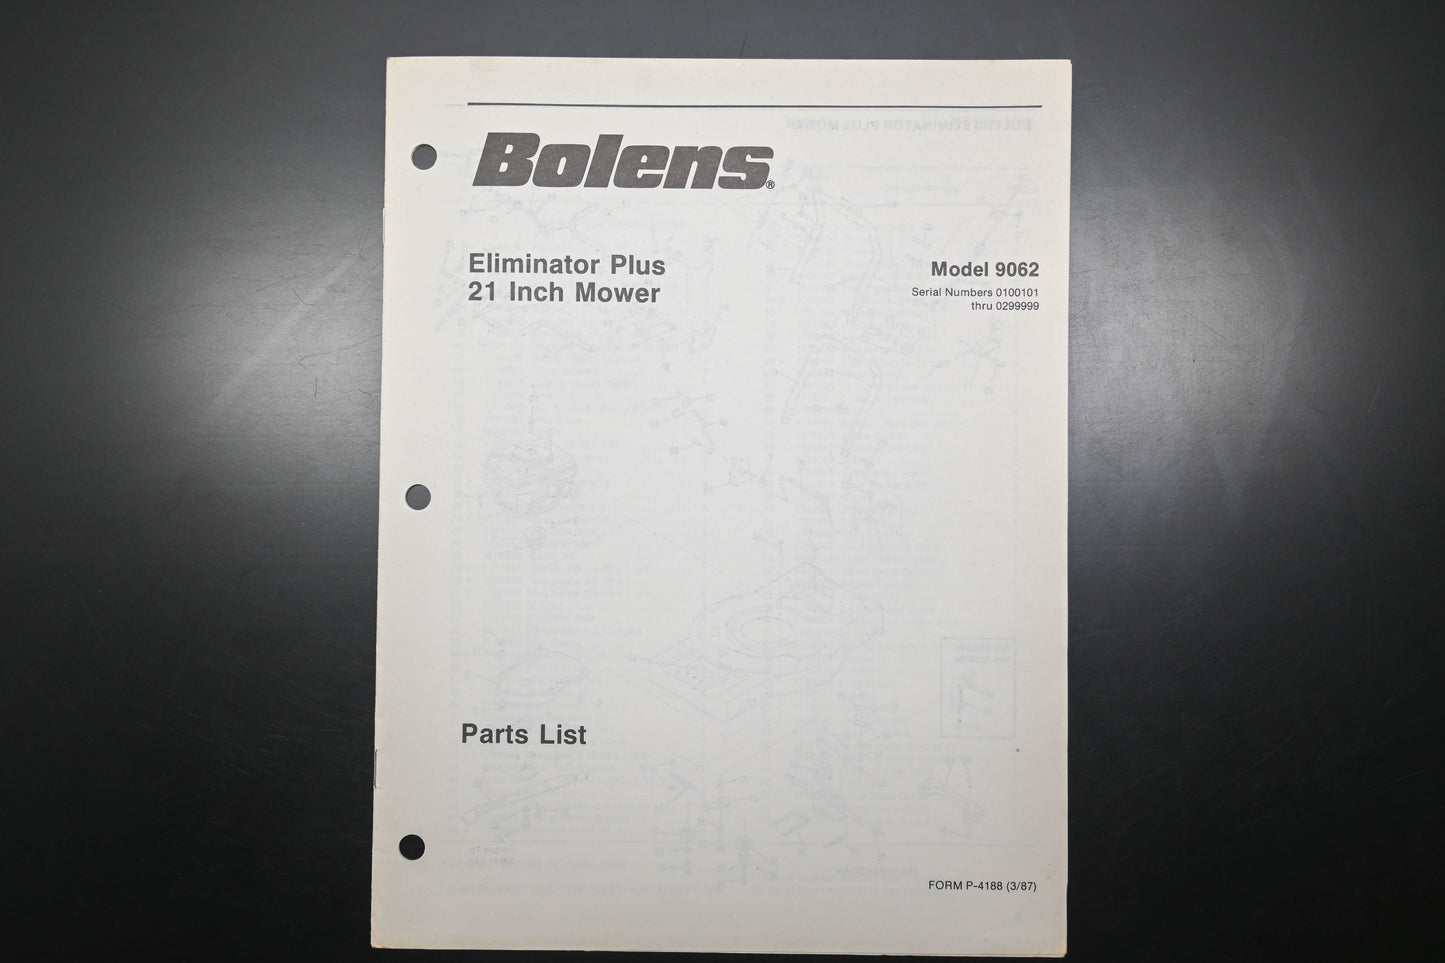 Bolens®
Eliminator Plus
21 Inch Mower
Model 9062
Serial Numbers 0100101
thru 0299999
Parts List
FORM P-4188 (3/87)